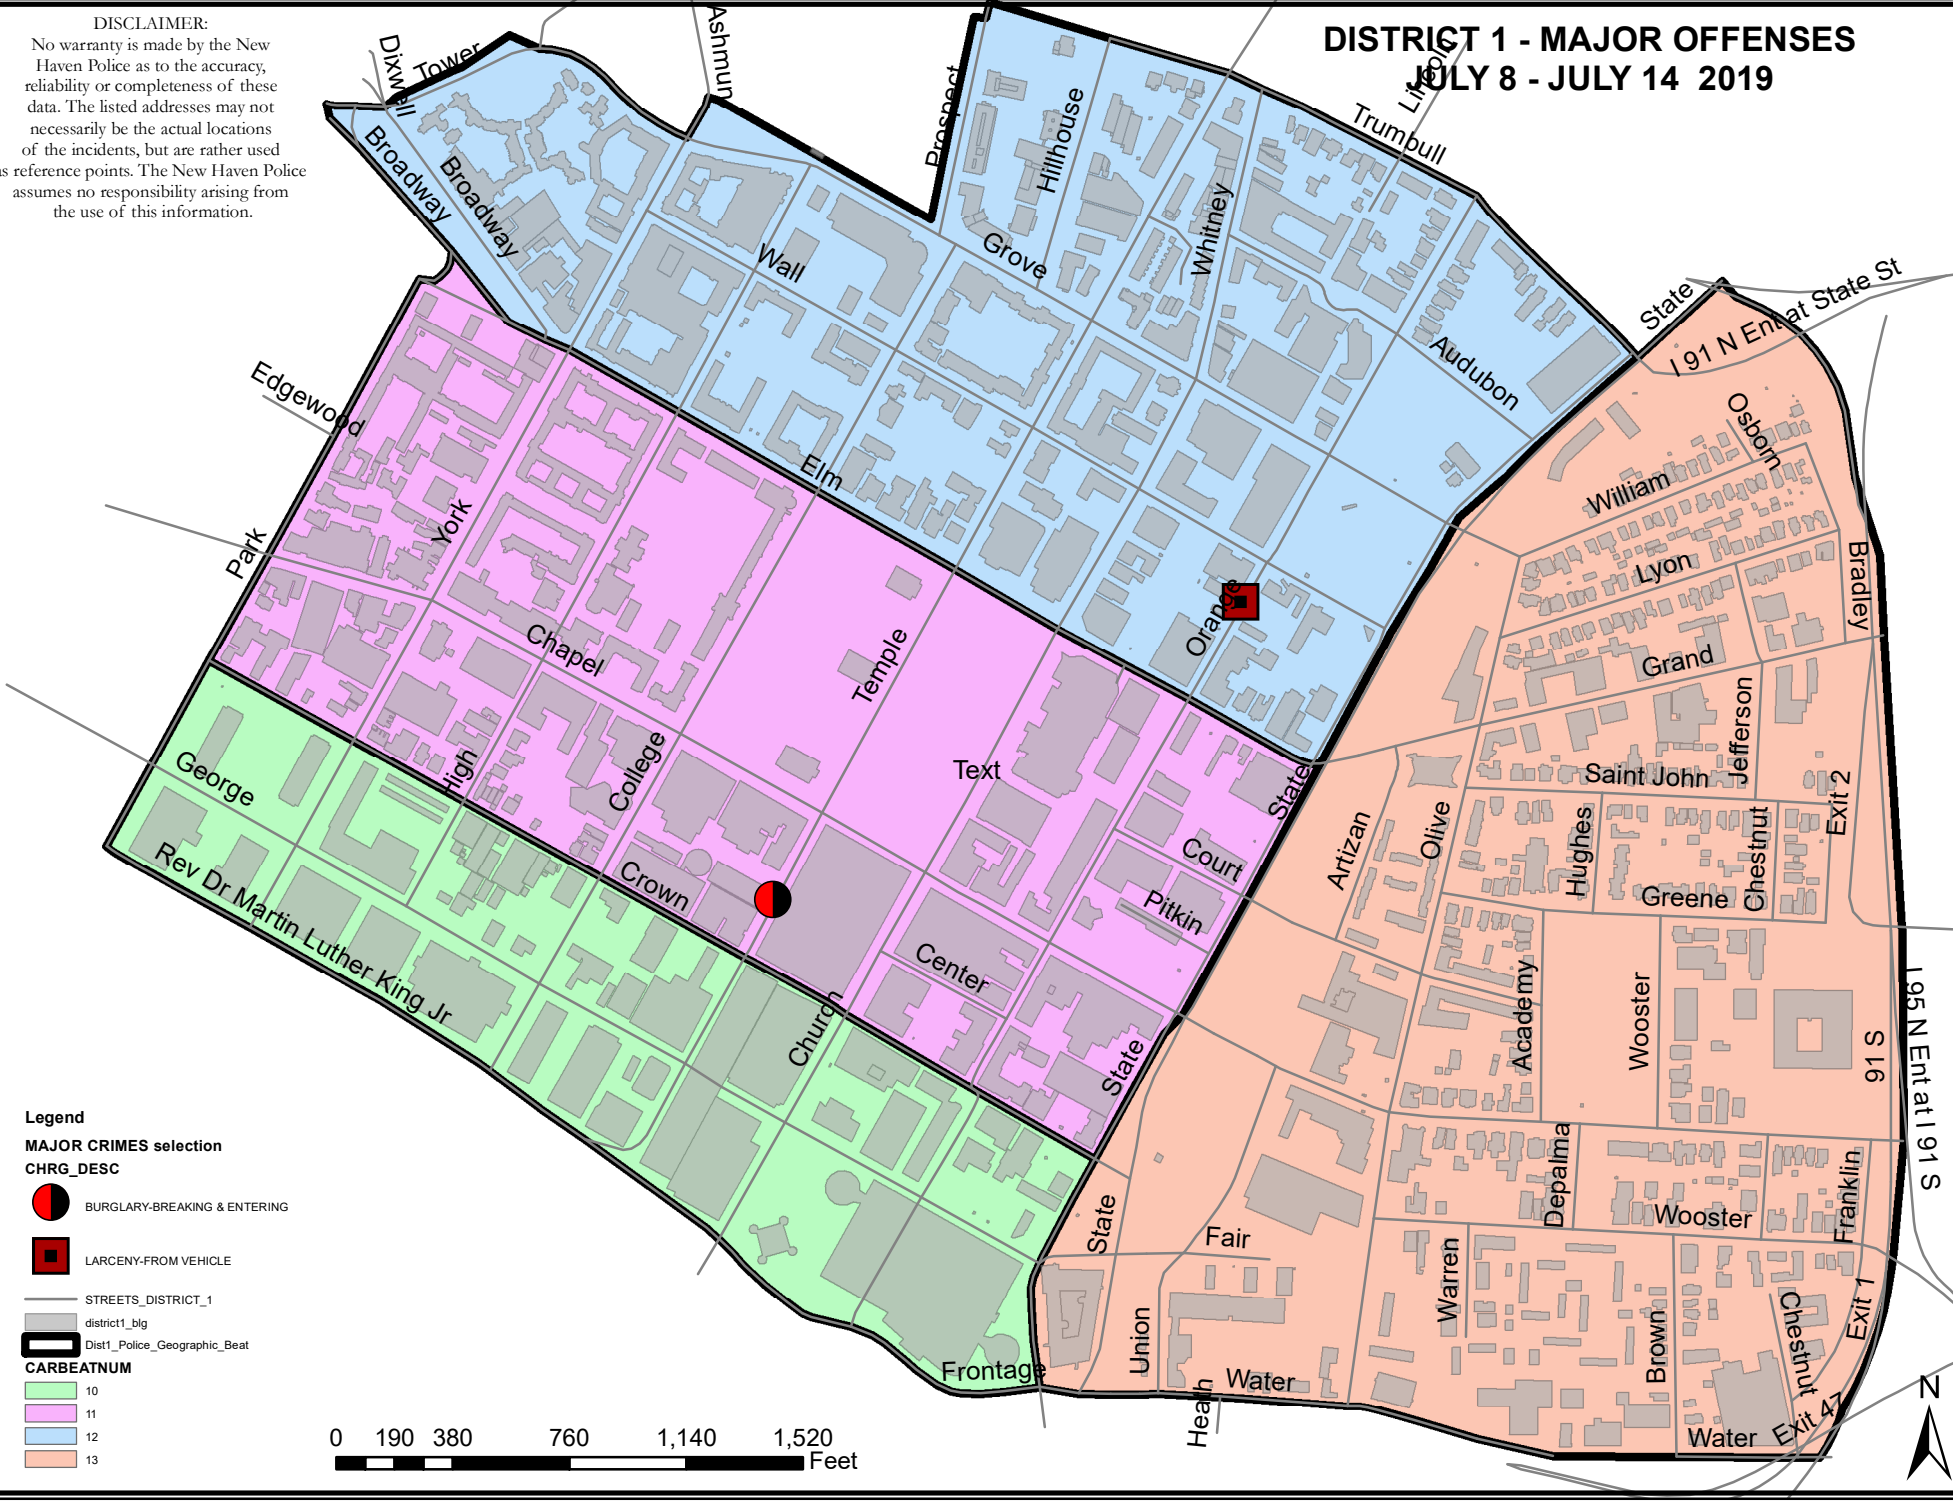 DISCLAIMER:
No warranty is made by the New
Haven Police as to the accuracy,
reliability or completeness of these
data. The listed addresses may not
necessarily be the actual locations
of the incidents, but are rather used
as reference points. The New Haven Police
assumes no responsibility arising from
the use of this information.
DISTRICT 1 - MAJOR OFFENSES
JULY 8 - JULY 14  2019
Dixwell
Tower
Ashmun
Prospect
Hillhouse
Lincoln
Trumbull
Broadway
Broadway
Wall
Grove
Whitney
State
I 91 N Ent at State St
Audubon
Edgewood
Osborn
Elm
William
York
Park
Lyon
Bradley
Orange
Chapel
Temple
Grand
Jefferson
High
College
George
Text
State
Saint John
Exit 2
Artizan
Olive
Hughes
Chestnut
Court
Crown
Greene
Pitkin
Rev Dr Martin Luther King Jr
Center
Church
Academy
Wooster
91 S
I 95 N Ent at I 91 S
State
Depalma
Franklin
Wooster
State
Fair
Warren
Union
Brown
Chestnut
Exit 1
Frontage
Water
Heath
Water
Exit 47
Legend
MAJOR CRIMES selection
CHRG_DESC
BURGLARY-BREAKING & ENTERING
LARCENY-FROM VEHICLE
STREETS_DISTRICT_1
district1_blg
Dist1_Police_Geographic_Beat
CARBEATNUM
10
11
12
13
0 190 380 760 1,140 1,520
Feet
N